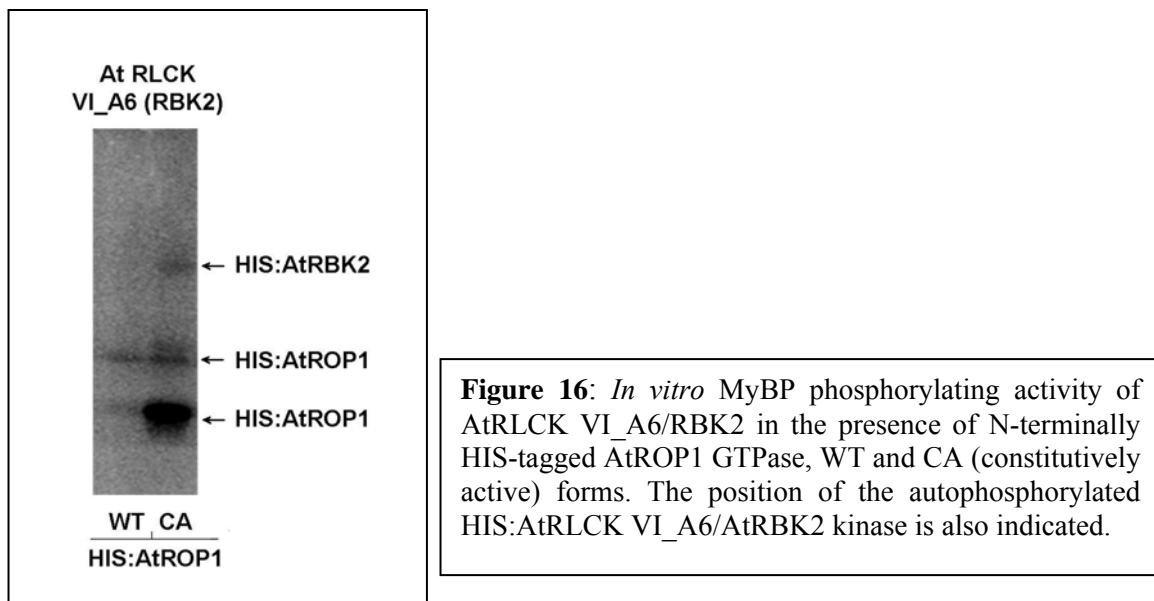 At RLCK
VI_A6 (RBK2)
← HIS:AtRBK2
← HIS:AtROP1
← HIS:AtROP1
WT CA
HIS:AtROP1
Figure 16: In vitro MyBP phosphorylating activity of
AtRLCK VI_A6/RBK2 in the presence of N-terminally
HIS-tagged AtROP1 GTPase, WT and CA (constitutively
active) forms. The position of the autophosphorylated
HIS:AtRLCK VI_A6/AtRBK2 kinase is also indicated.